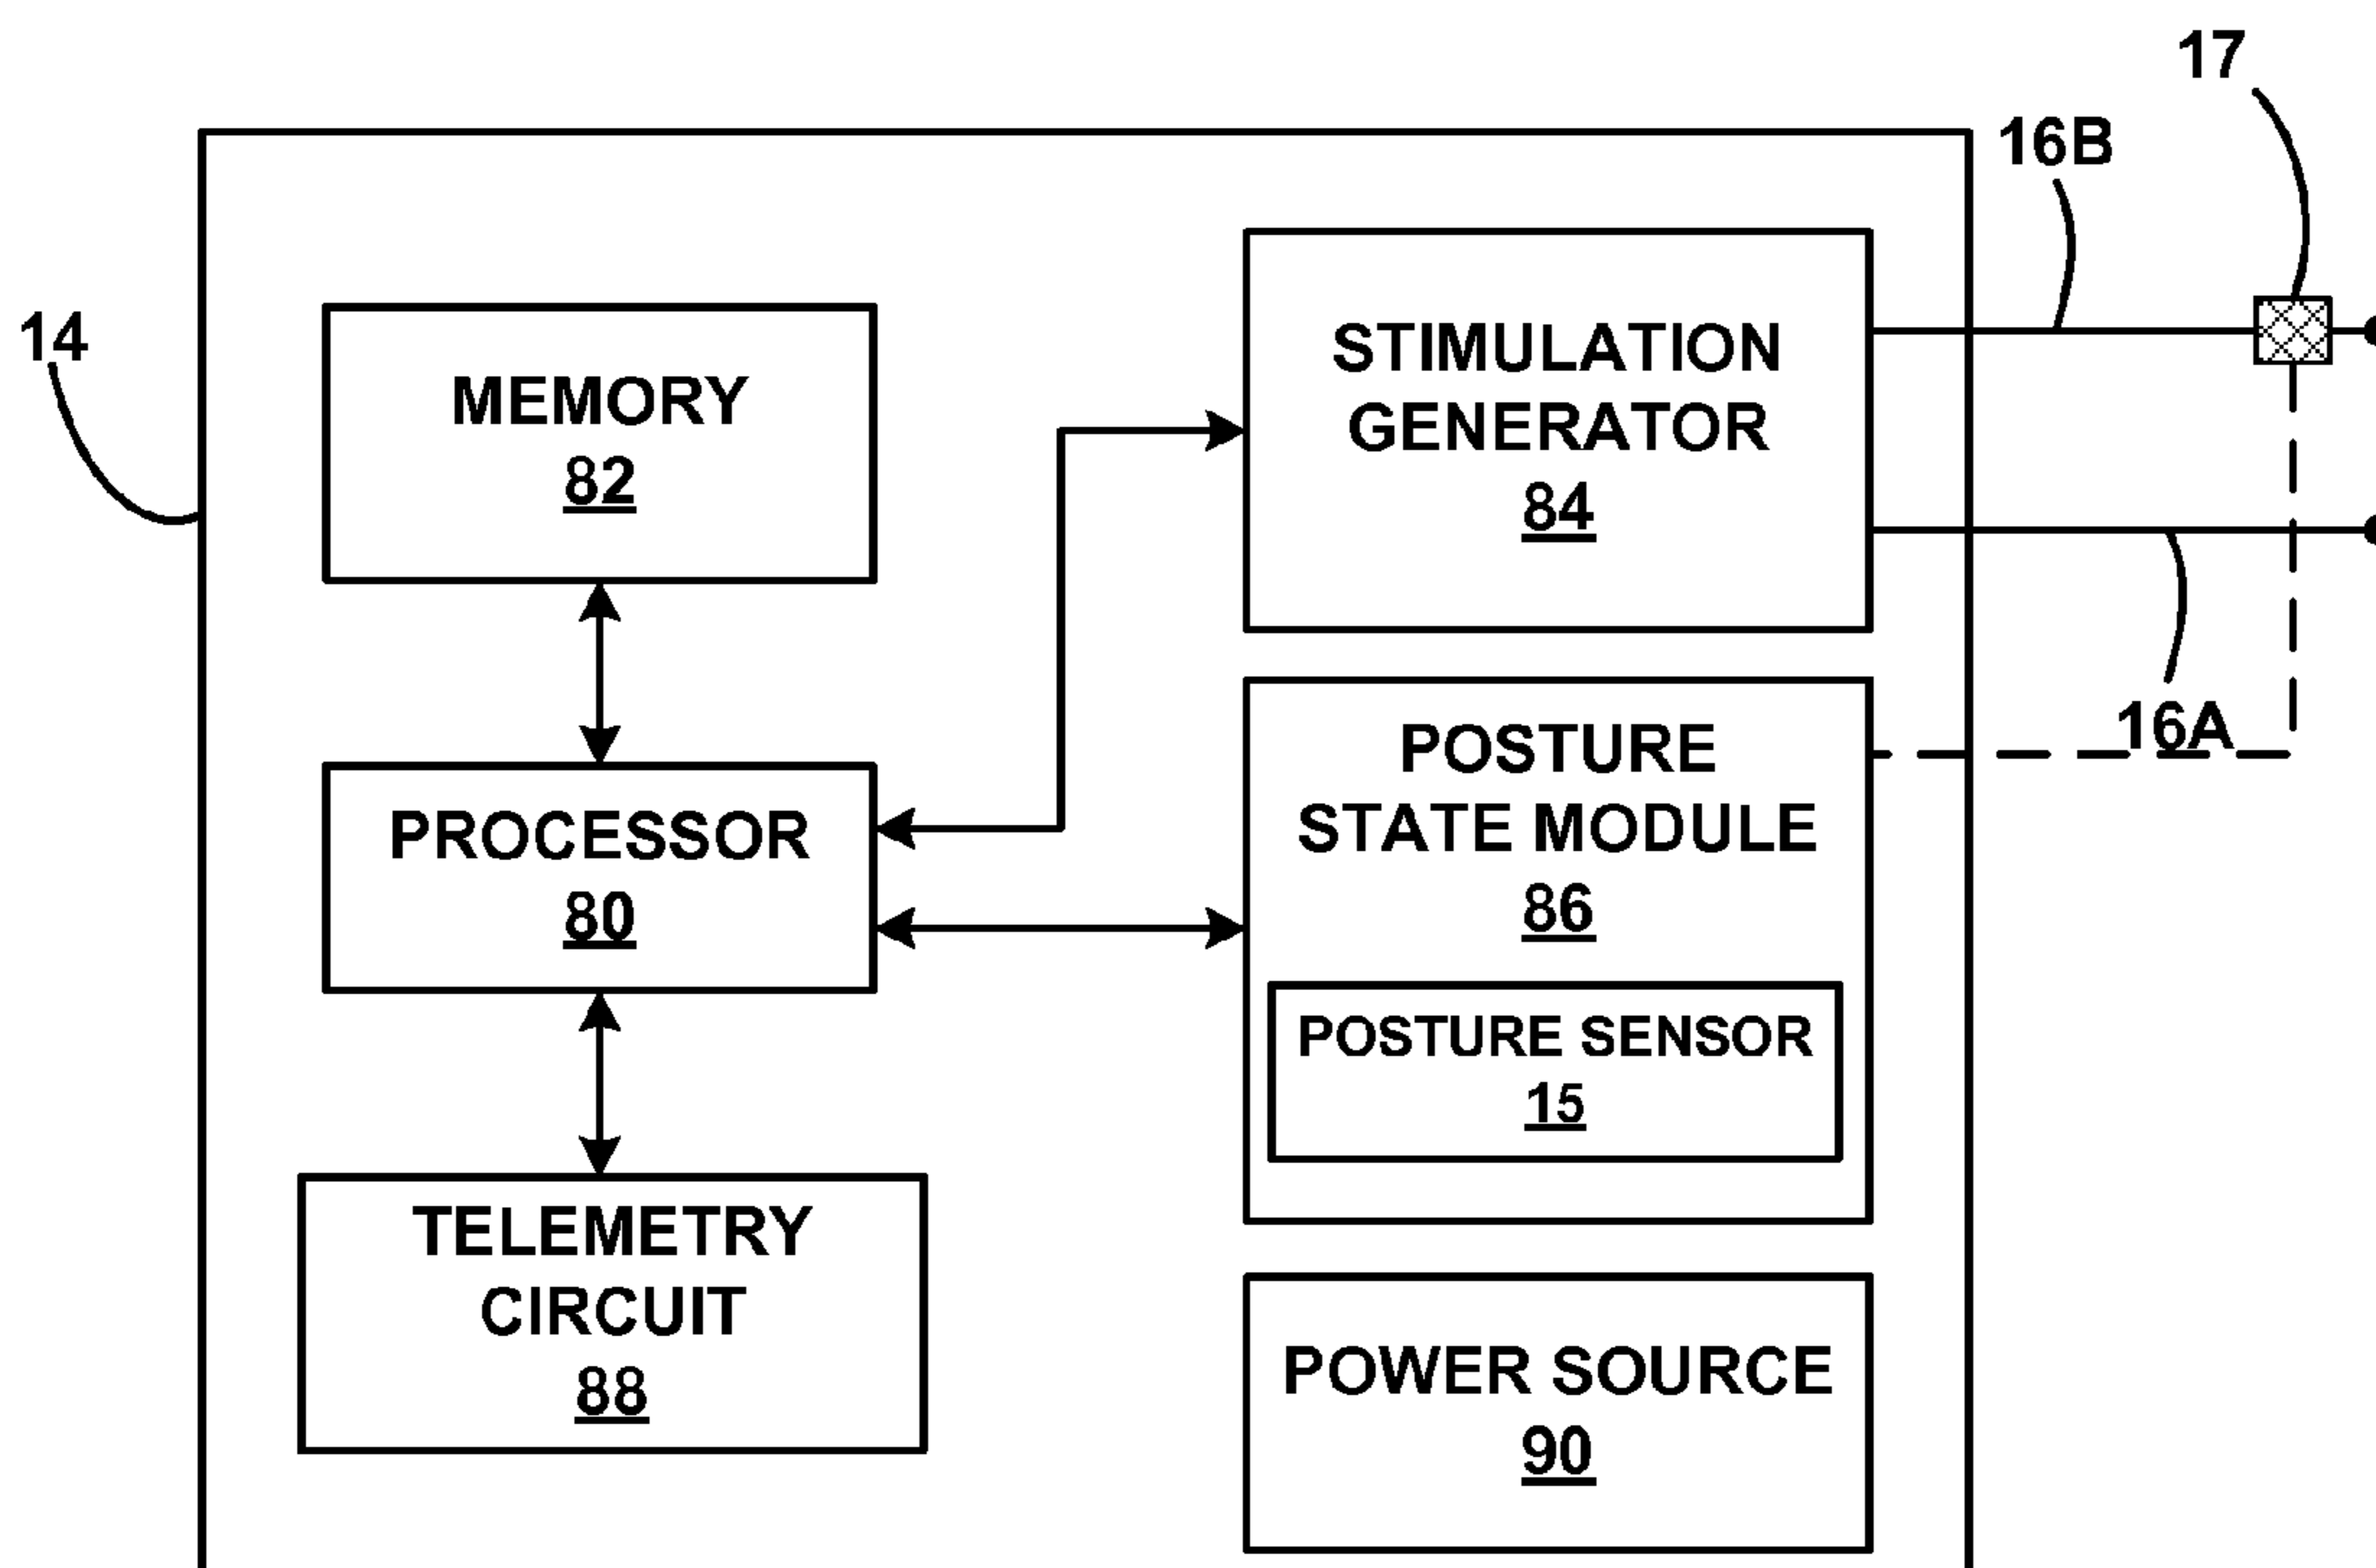 17
16B
14
MEMORY
82
STIMULATION
GENERATOR
84
16A
PROCESSOR
80
POSTURE
STATE MODULE
86
POSTURE SENSOR
15
TELEMETRY
CIRCUIT
88
POWER SOURCE
90